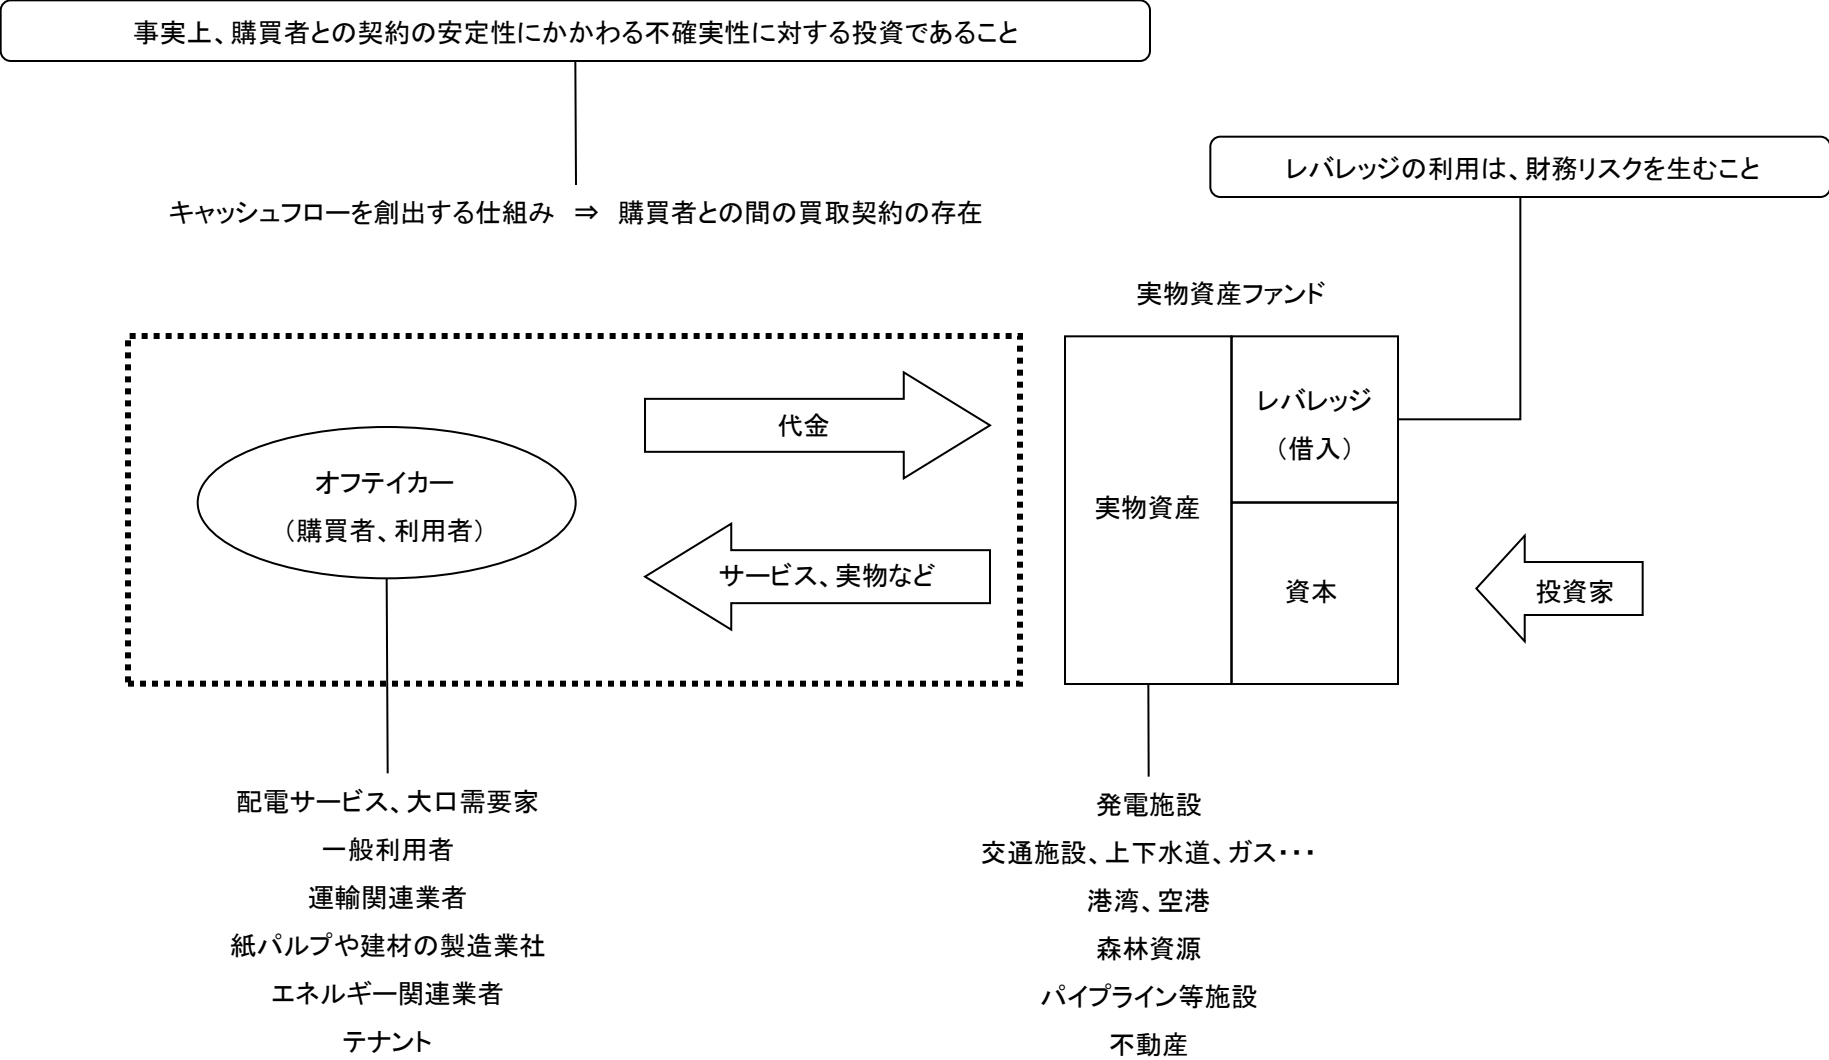 事実上、購買者との契約の安定性にかかわる不確実性に対する投資であること
レバレッジの利用は、財務リスクを生むこと
キャッシュフローを創出する仕組み ⇒ 購買者との間の買取契約の存在
実物資産ファンド
オフテイカー
（購買者、利用者）
代金
サービス、実物など
実物資産
レバレッジ
（借入）
資本
投資家
配電サービス、大口需要家
一般利用者
運輸関連業者
紙パルプや建材の製造業社
エネルギー関連業者
テナント
発電施設
交通施設、上下水道、ガス・・・
港湾、空港
森林資源
パイプライン等施設
不動産